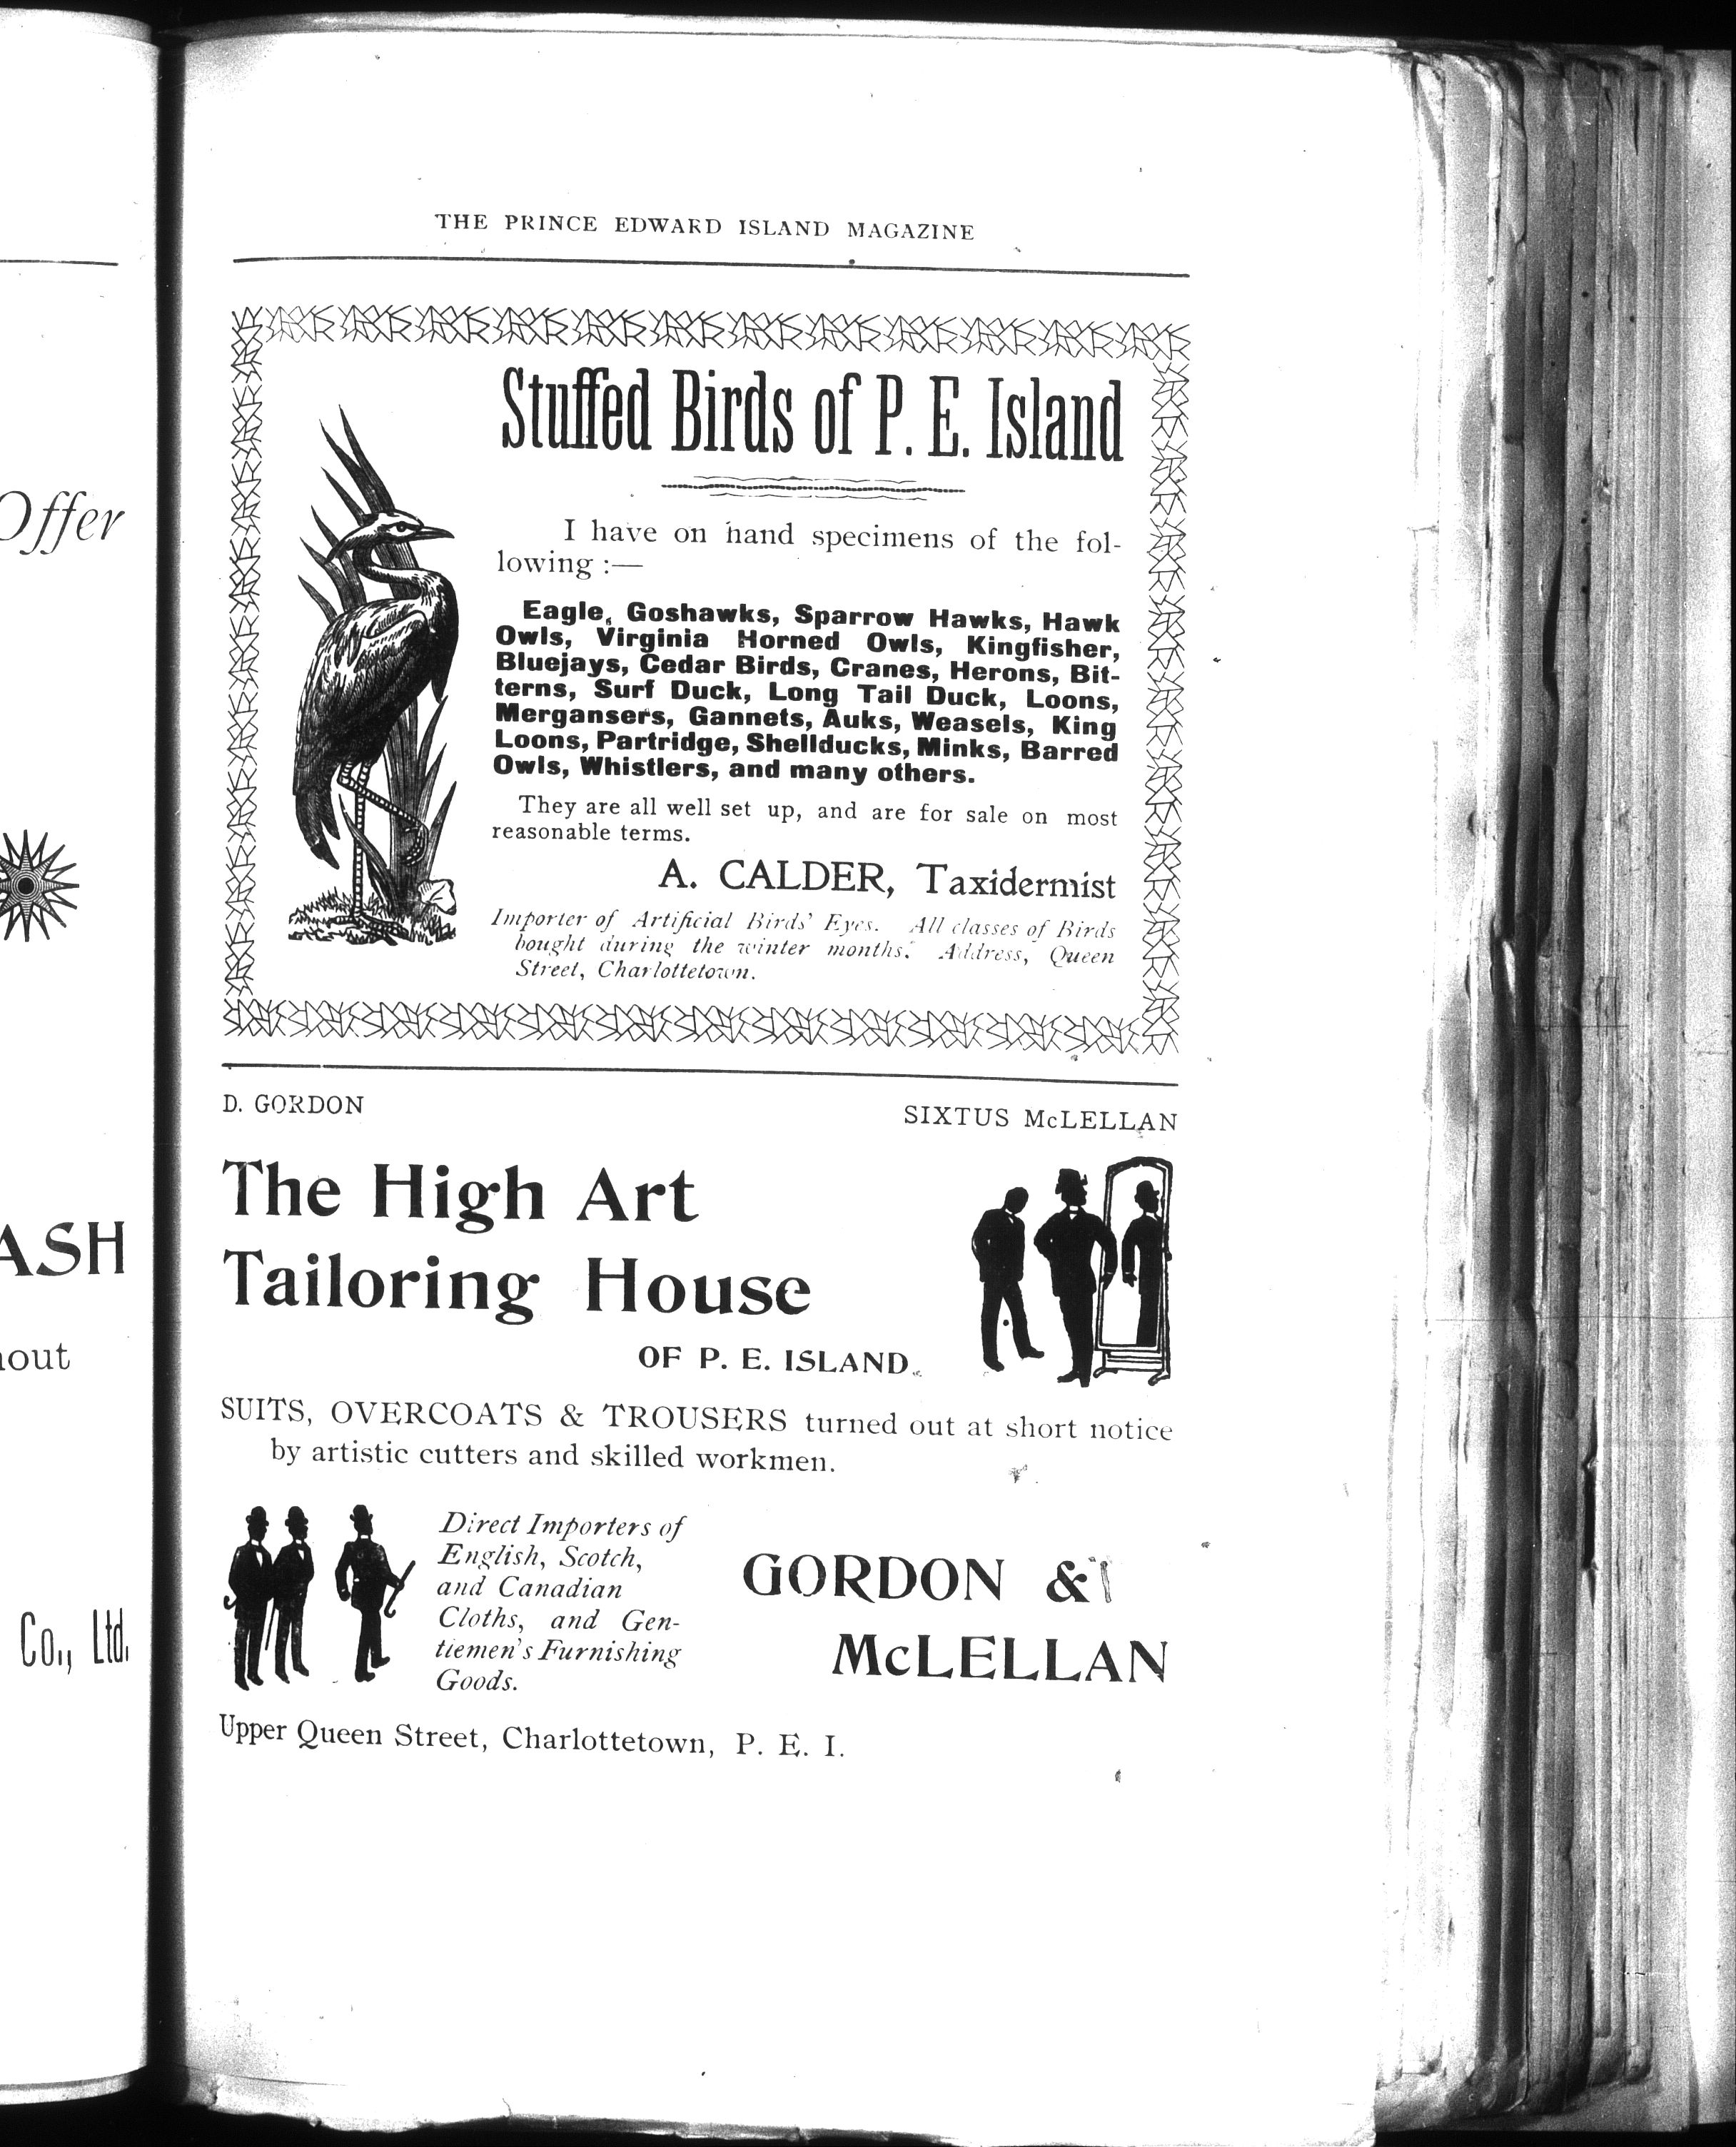 Offer
ASH
Co., Ltd.
THE PRINCE EDWARD ISLAND MAGAZINE
Stuffed Birds of P. E. Island
I have on hand specimens of the fol-
lowing :—
Eagle, Goshawks, Sparrow Hawks, Hawk
Owls, Virginia Horned Owls, Kingfisher,
Bluejays, Cedar Birds, Cranes, Herons, Bit-
terns, Surf Duck, Long Tail Duck, Loons,
Mergansers, Gannets, Auks, Weasels, King
Loons, Partridge, Shellducks, Minks, Barred
Owls, Whistlers, and many others.
They are all well set up, and are for sale on most
reasonable terms.
A. CALDER, Taxidermist
Importer of Artificial Birds' Eyes. All classes of Birds
bought during the winter months. Address, Queen
Street, Charlottetown.
D. GORDON
SIXTUS McLELLAN
The High Art
Tailoring House
OF P. E. ISLAND.
SUITS, OVERCOATS & TROUSERS turned out at short notice
by artistic cutters and skilled workmen.
Direct Importers of
English, Scotch,
and Canadian
Cloths, and Gen-
tlemen's Furnishing
Goods.
GORDON &
McLELLAN
Upper Queen Street, Charlottetown, P. E. I.